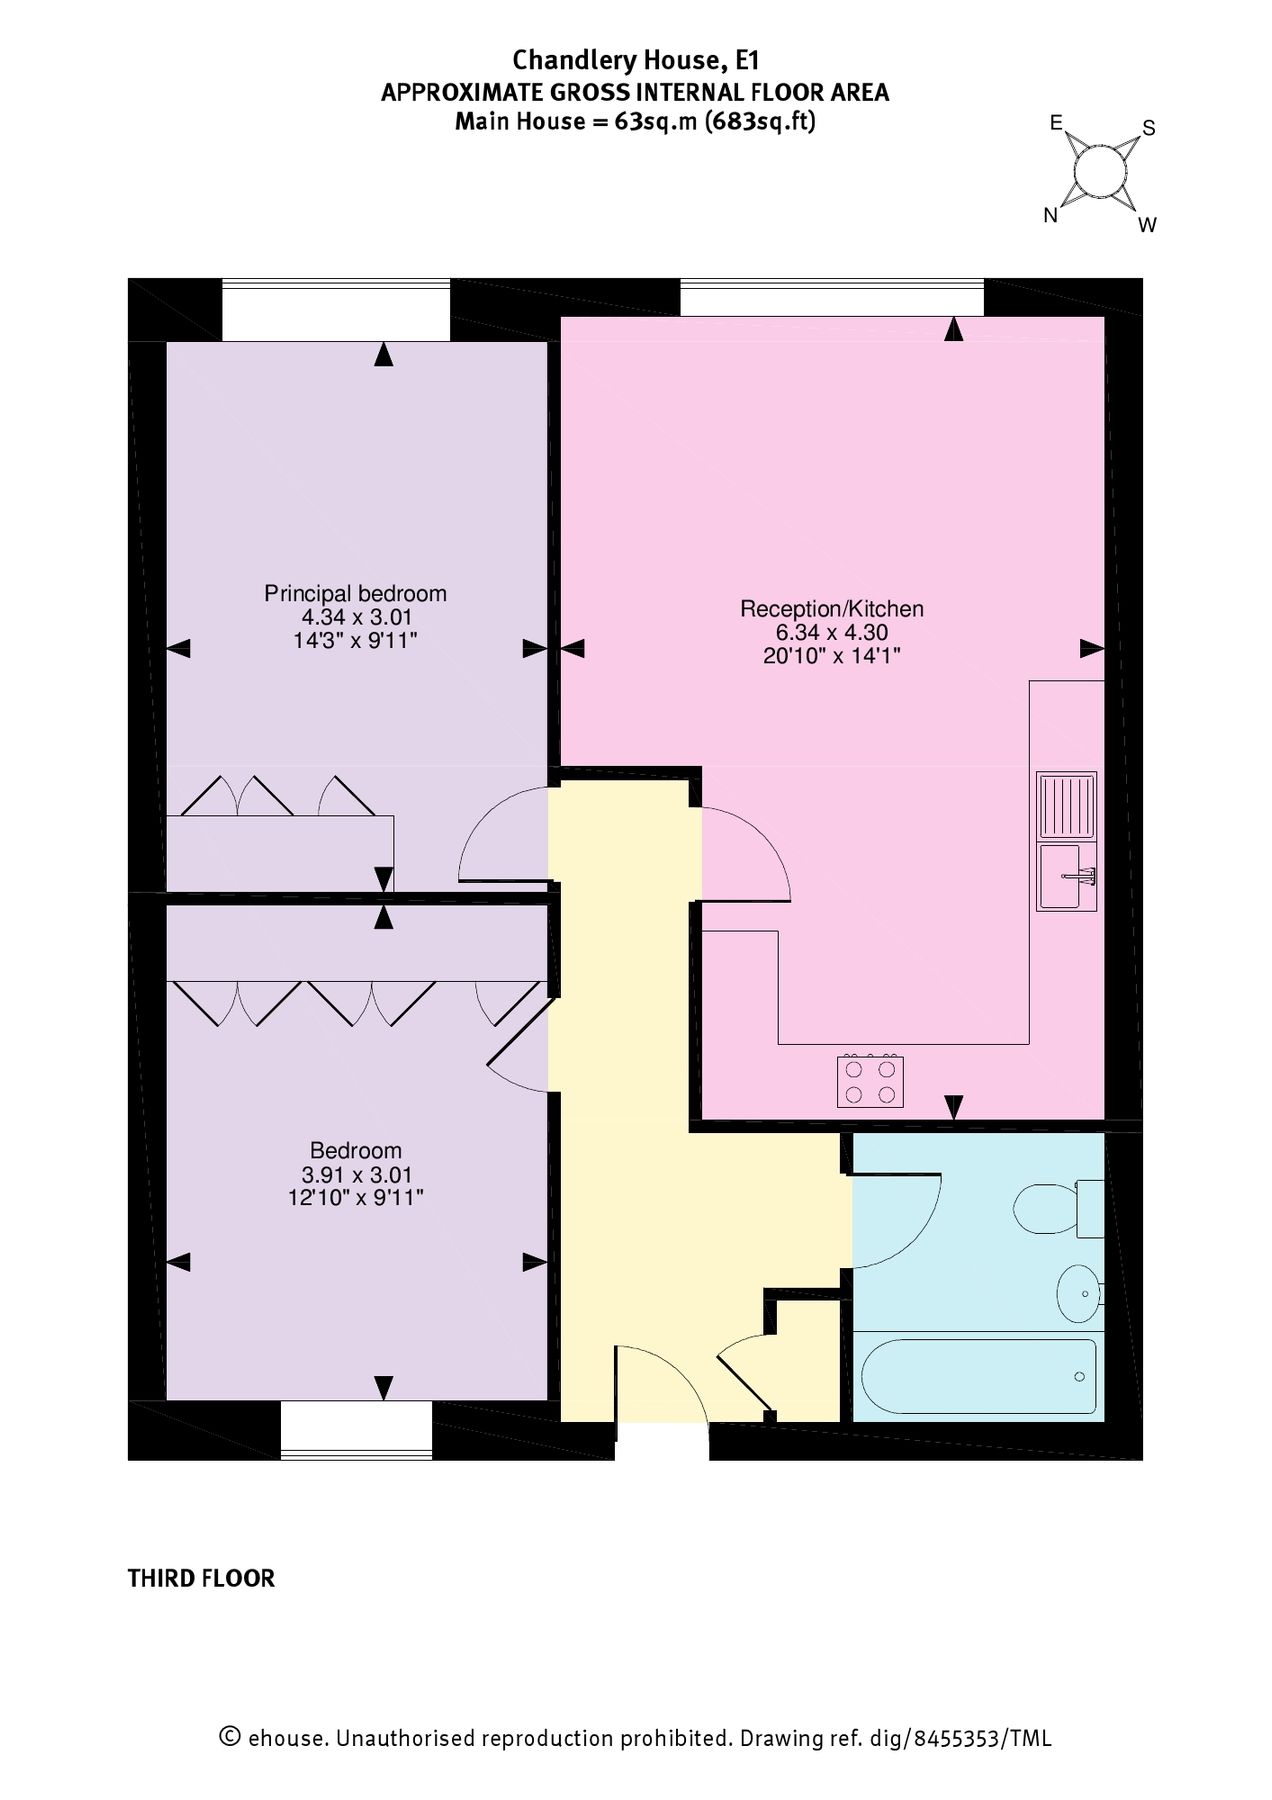 Chandlery House, E1
APPROXIMATE GROSS INTERNAL FLOOR AREA
Main House = 63sq.m (683sq.ft)
E
S
N
W
Principal bedroom
4.34 x 3.01
14'3" x 9'11"
Reception/Kitchen
6.34 x 4.30
20'10" x 14'1"
Bedroom
3.91 x 3.01
12'10" x 9'11"
THIRD FLOOR
© ehouse. Unauthorised reproduction prohibited. Drawing ref. dig/8455353/TML